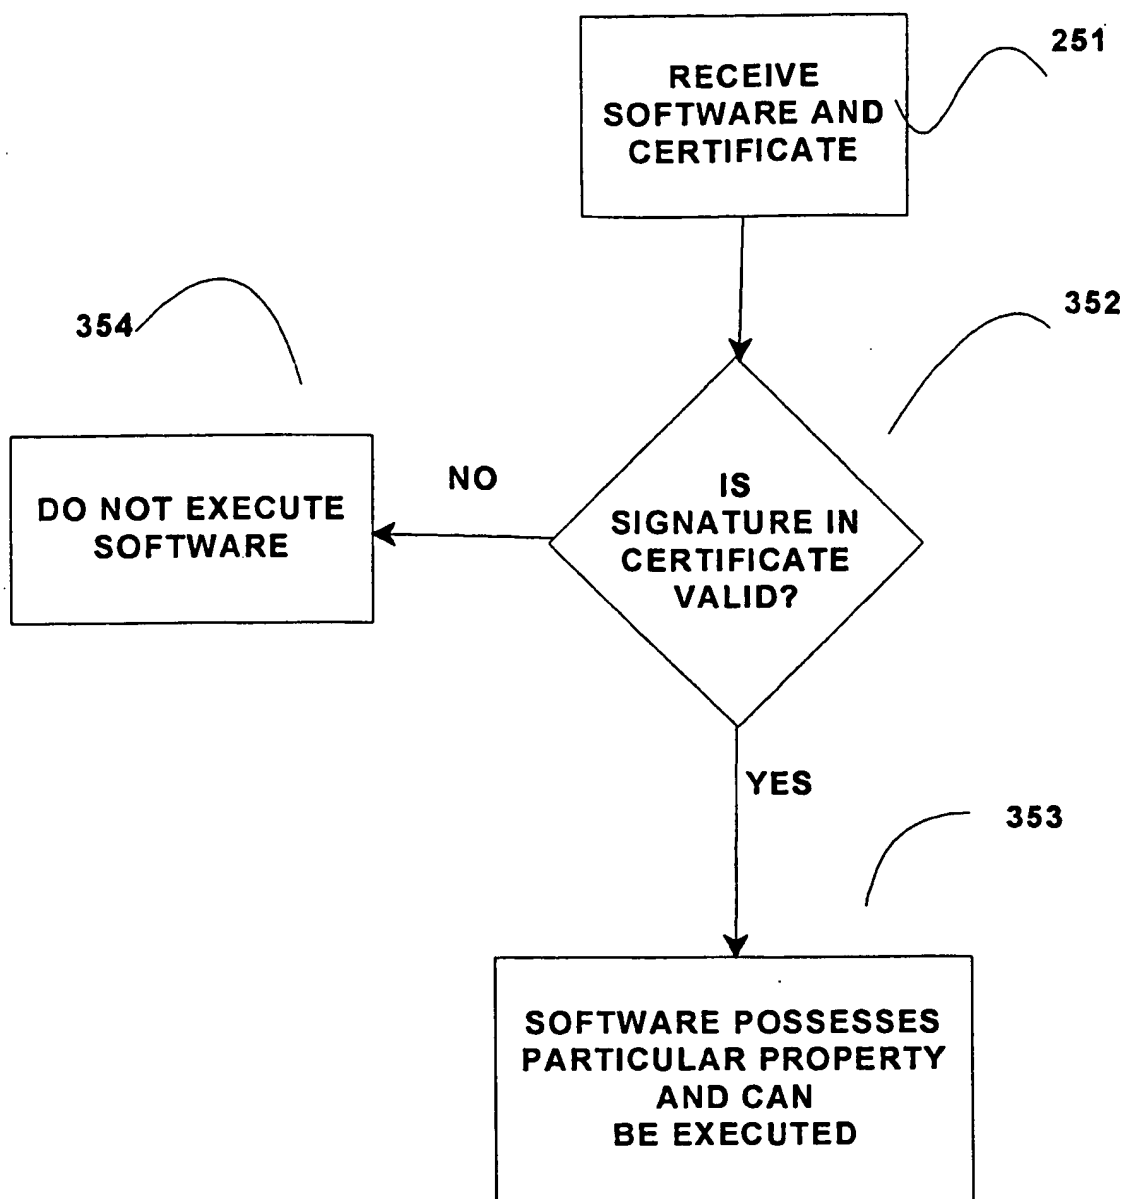 251
RECEIVE
SOFTWARE AND
CERTIFICATE
352
354
NO
IS
SIGNATURE IN
CERTIFICATE
VALID?
DO NOT EXECUTE
SOFTWARE
YES
353
SOFTWARE POSSESSES
PARTICULAR PROPERTY
AND CAN
BE EXECUTED